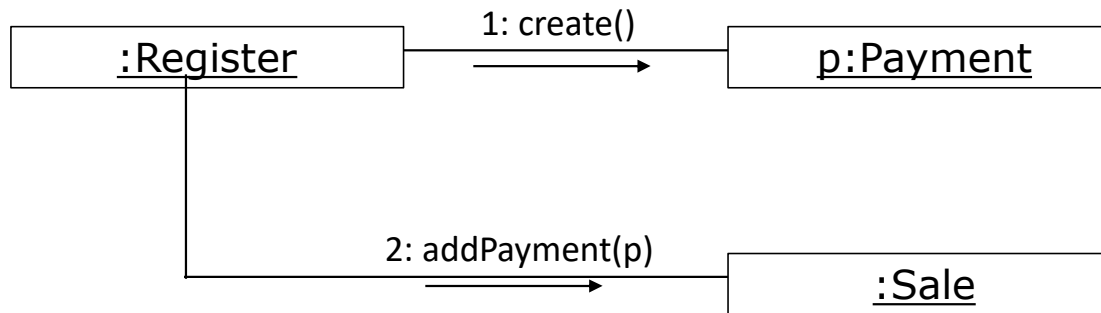 1: create()
:Register
p:Payment
2: addPayment(p)
:Sale